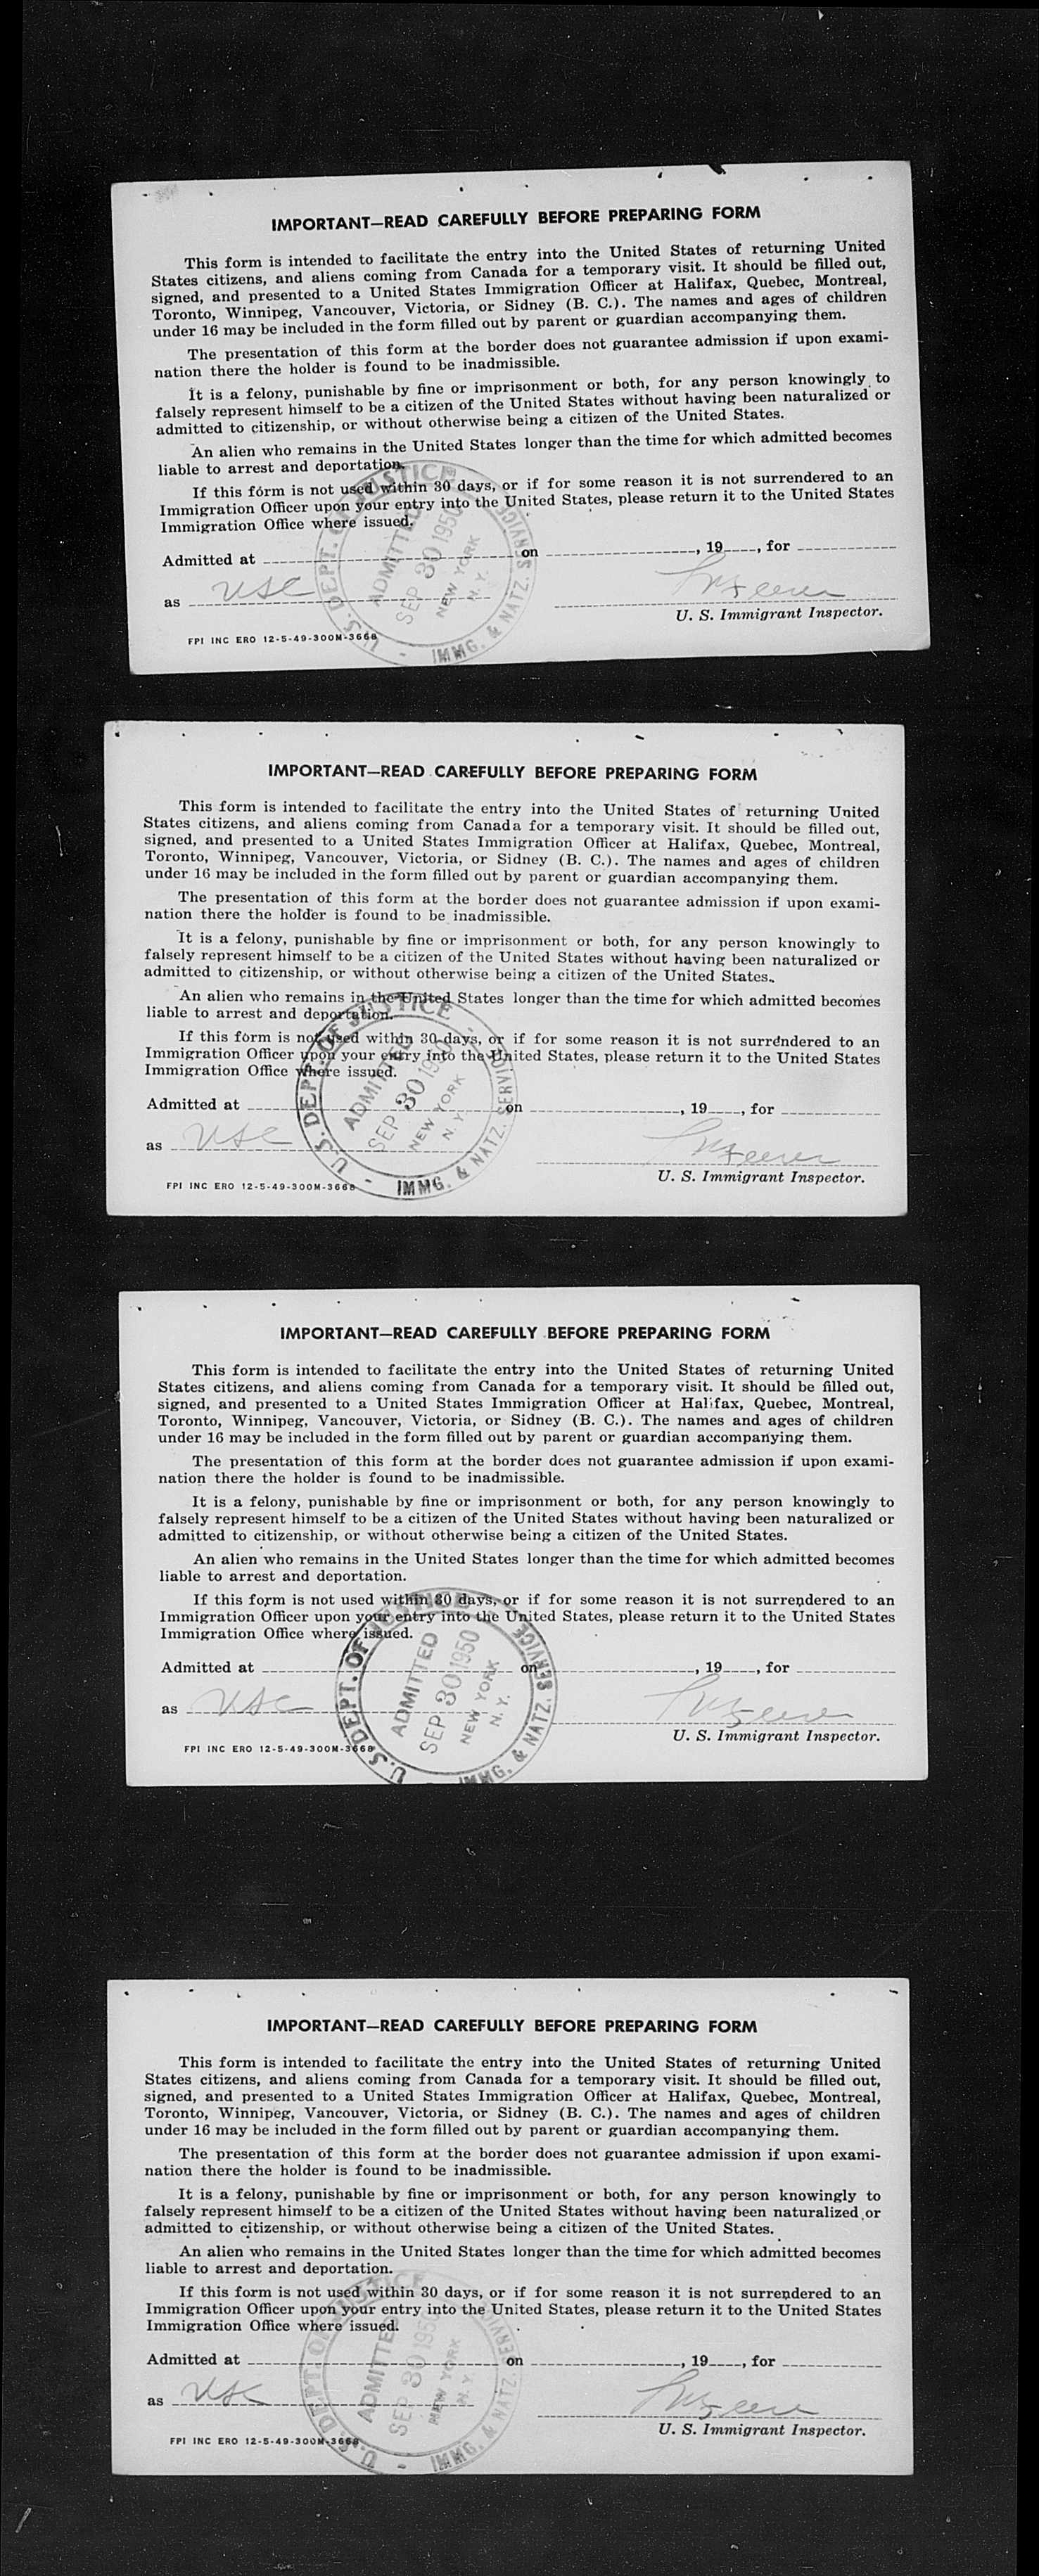 IMPORTANT—READ CAREFULLY BEFORE PREPARING FORM
This form is intended to facilitate the entry into the United States of returning United
States citizens, and aliens coming from Canada for a temporary visit. It should be filled out,
signed, and presented to a United States Immigration Officer at Halifax, Quebec, Montreal,
Toronto, Winnipeg, Vancouver, Victoria, or Sidney (B. C.). The names and ages of children
under 16 may be included in the form filled out by parent or guardian accompanying them.
The presentation of this form at the border does not guarantee admission if upon exami-
nation there the holder is found to be inadmissible.
It is a felony, punishable by fine or imprisonment or both, for any person knowingly to
falsely represent himself to be a citizen of the United States without having been naturalized or
admitted to citizenship, or without otherwise being a citizen of the United States.
An alien who remains in the United States longer than the time for which admitted becomes
liable to arrest and deportation.
If this form is not used within 30 days, or if for some reason it is not surrendered to an
Immigration Officer upon your entry into the United States, please return it to the United States
Immigration Office where issued.
Admitted at on , 19 , for
as USC
U. S. Immigrant Inspector.
FPI INC ERO 12-5-49-300M-3668
U.S. DEPT. OF JUSTICE
ADMITTED
SEP 30 1950
NEW YORK
N. Y.
IMMG. & NATZ. SERVICE
IMPORTANT—READ CAREFULLY BEFORE PREPARING FORM
This form is intended to facilitate the entry into the United States of returning United
States citizens, and aliens coming from Canada for a temporary visit. It should be filled out,
signed, and presented to a United States Immigration Officer at Halifax, Quebec, Montreal,
Toronto, Winnipeg, Vancouver, Victoria, or Sidney (B. C.). The names and ages of children
under 16 may be included in the form filled out by parent or guardian accompanying them.
The presentation of this form at the border does not guarantee admission if upon exami-
nation there the holder is found to be inadmissible.
It is a felony, punishable by fine or imprisonment or both, for any person knowingly to
falsely represent himself to be a citizen of the United States without having been naturalized or
admitted to citizenship, or without otherwise being a citizen of the United States.
An alien who remains in the United States longer than the time for which admitted becomes
liable to arrest and deportation.
If this form is not used within 30 days, or if for some reason it is not surrendered to an
Immigration Officer upon your entry into the United States, please return it to the United States
Immigration Office where issued.
Admitted at on , 19 , for
as USC
U. S. Immigrant Inspector.
FPI INC ERO 12-5-49-300M-3668
U.S. DEPT. OF JUSTICE
ADMITTED
SEP 30 1950
NEW YORK
N. Y.
IMMG. & NATZ. SERVICE
IMPORTANT—READ CAREFULLY BEFORE PREPARING FORM
This form is intended to facilitate the entry into the United States of returning United
States citizens, and aliens coming from Canada for a temporary visit. It should be filled out,
signed, and presented to a United States Immigration Officer at Halifax, Quebec, Montreal,
Toronto, Winnipeg, Vancouver, Victoria, or Sidney (B. C.). The names and ages of children
under 16 may be included in the form filled out by parent or guardian accompanying them.
The presentation of this form at the border does not guarantee admission if upon exami-
nation there the holder is found to be inadmissible.
It is a felony, punishable by fine or imprisonment or both, for any person knowingly to
falsely represent himself to be a citizen of the United States without having been naturalized or
admitted to citizenship, or without otherwise being a citizen of the United States.
An alien who remains in the United States longer than the time for which admitted becomes
liable to arrest and deportation.
If this form is not used within 30 days, or if for some reason it is not surrendered to an
Immigration Officer upon your entry into the United States, please return it to the United States
Immigration Office where issued.
Admitted at on , 19 , for
as USC
U. S. Immigrant Inspector.
FPI INC ERO 12-5-49-300M-3668
U.S. DEPT. OF JUSTICE
ADMITTED
SEP 30 1950
NEW YORK
N. Y.
IMMG. & NATZ. SERVICE
IMPORTANT—READ CAREFULLY BEFORE PREPARING FORM
This form is intended to facilitate the entry into the United States of returning United
States citizens, and aliens coming from Canada for a temporary visit. It should be filled out,
signed, and presented to a United States Immigration Officer at Halifax, Quebec, Montreal,
Toronto, Winnipeg, Vancouver, Victoria, or Sidney (B. C.). The names and ages of children
under 16 may be included in the form filled out by parent or guardian accompanying them.
The presentation of this form at the border does not guarantee admission if upon exami-
nation there the holder is found to be inadmissible.
It is a felony, punishable by fine or imprisonment or both, for any person knowingly to
falsely represent himself to be a citizen of the United States without having been naturalized or
admitted to citizenship, or without otherwise being a citizen of the United States.
An alien who remains in the United States longer than the time for which admitted becomes
liable to arrest and deportation.
If this form is not used within 30 days, or if for some reason it is not surrendered to an
Immigration Officer upon your entry into the United States, please return it to the United States
Immigration Office where issued.
Admitted at on , 19 , for
as USC
U. S. Immigrant Inspector.
FPI INC ERO 12-5-49-300M-3668
U.S. DEPT. OF JUSTICE
ADMITTED
SEP 30 1950
NEW YORK
N. Y.
IMMG. & NATZ. SERVICE